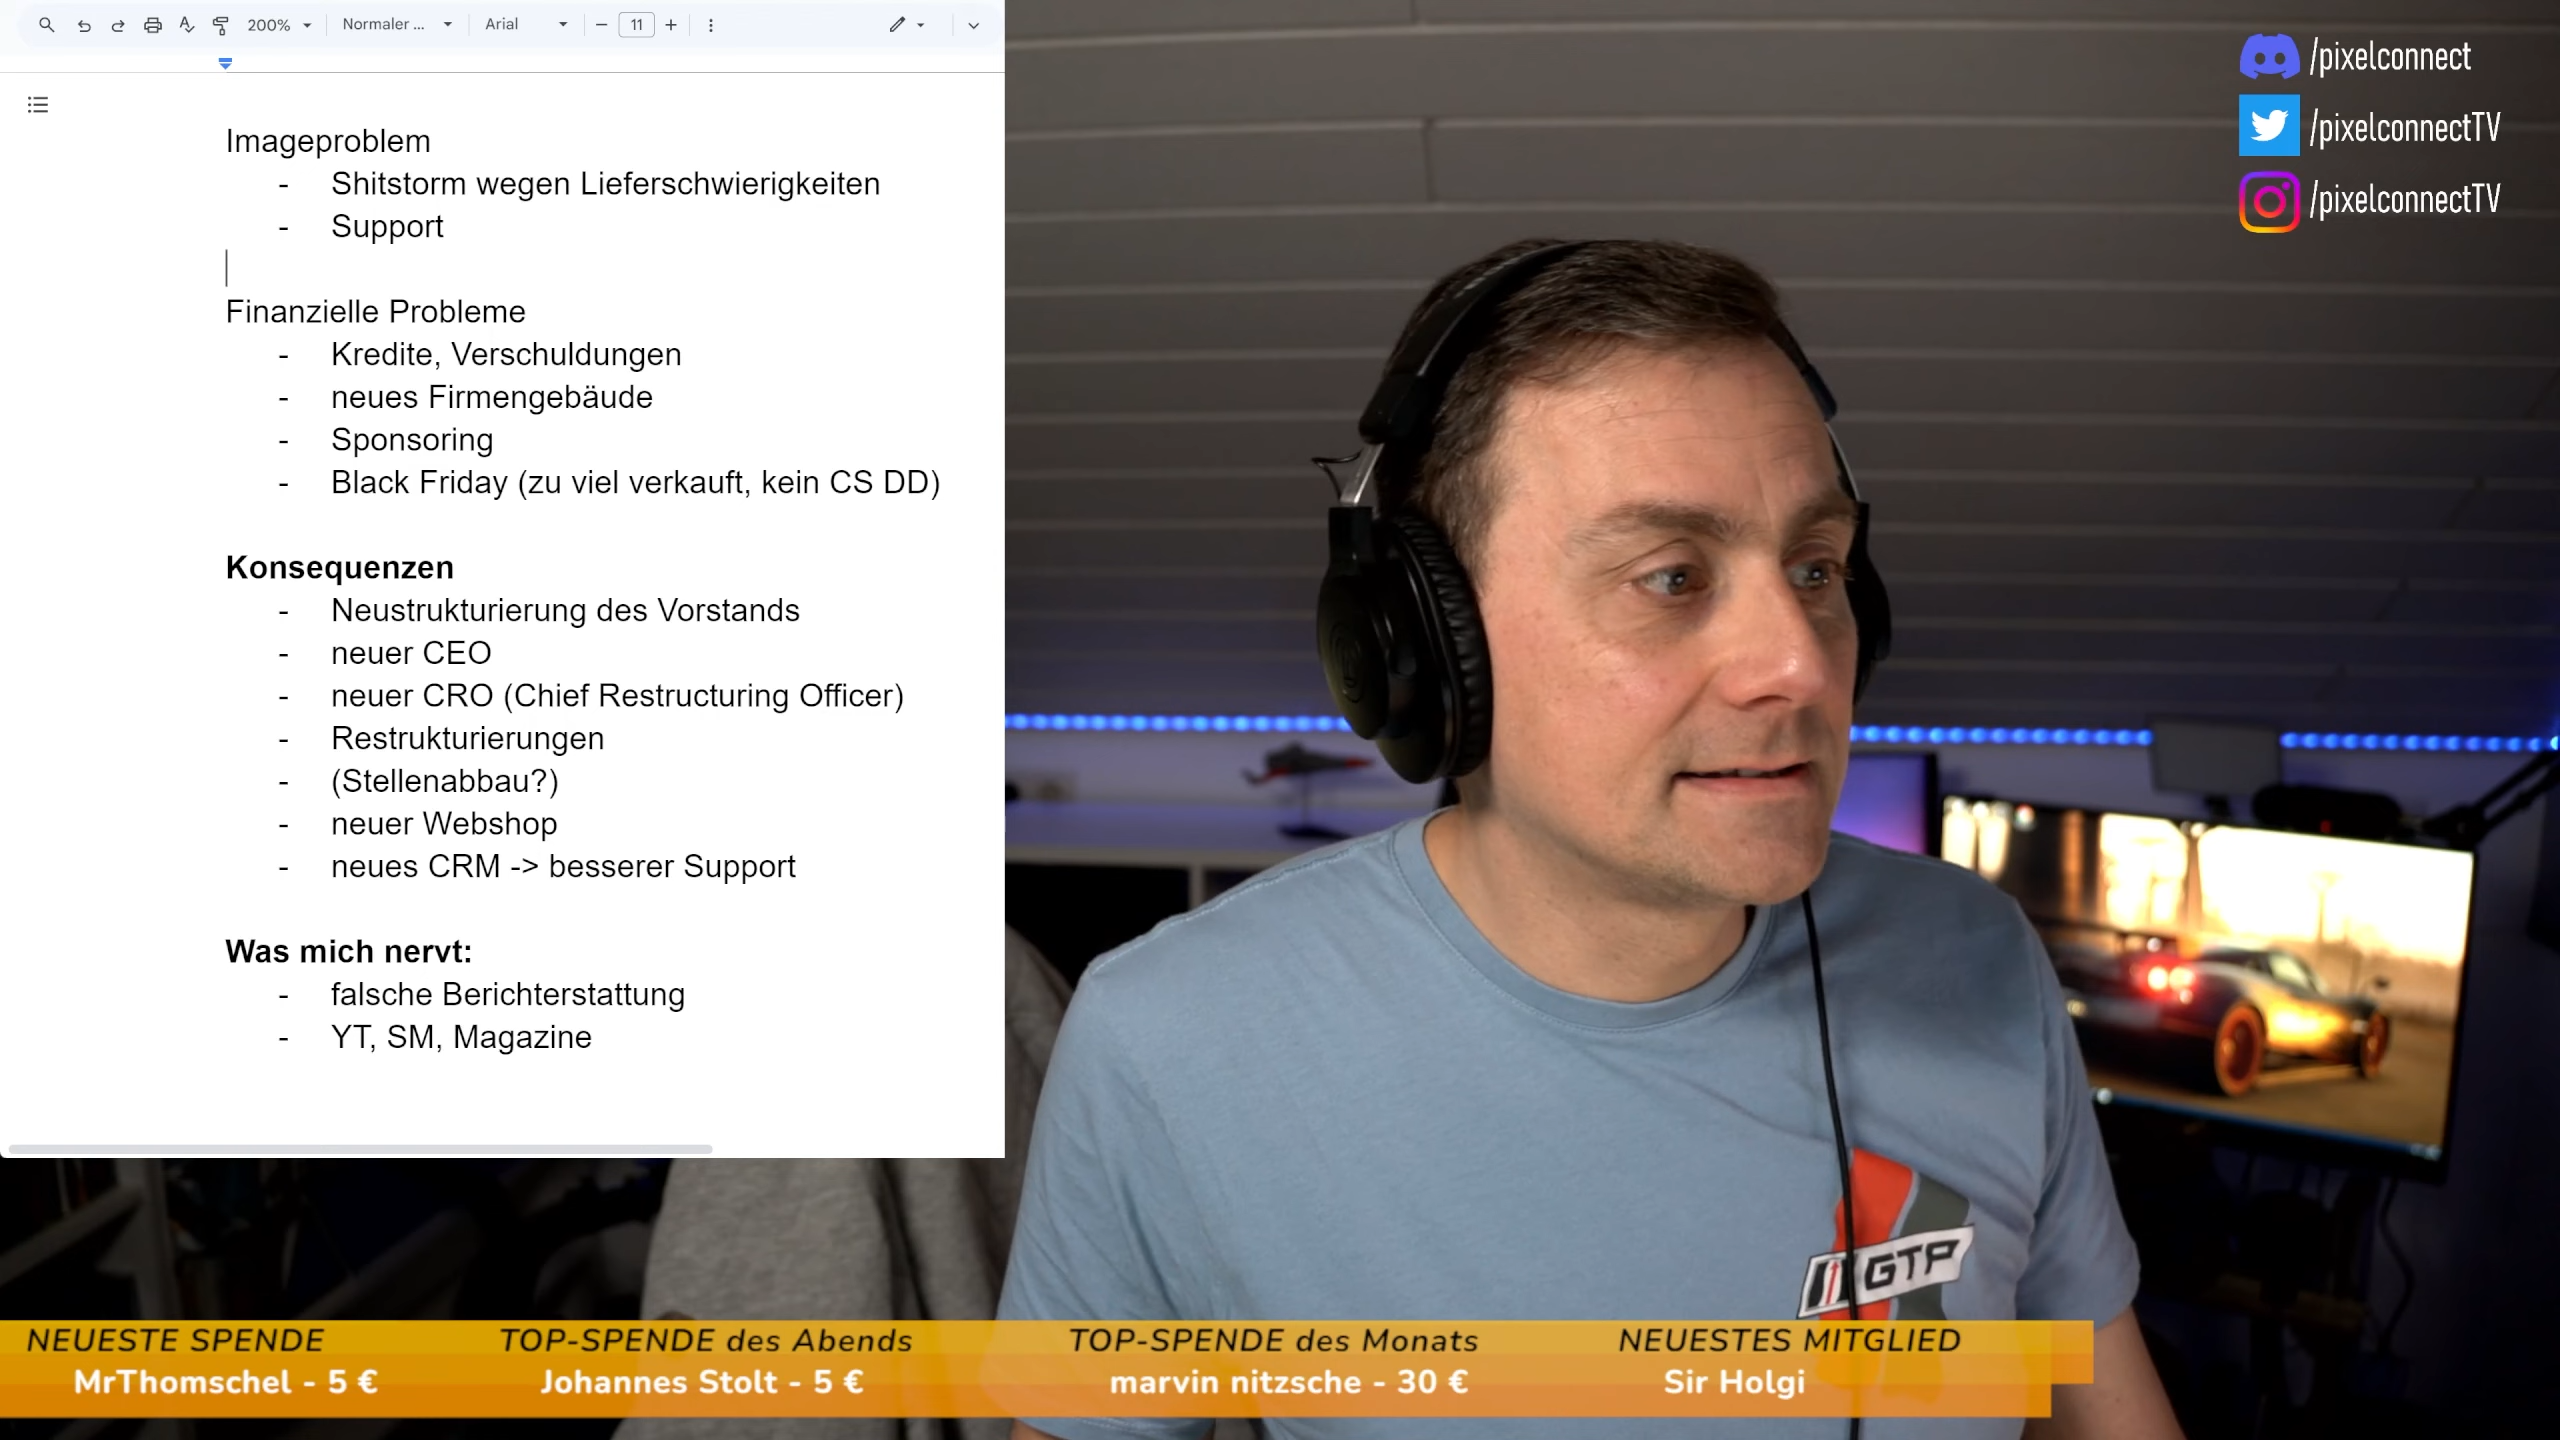 200%
Normaler ...
Arial
11
Imageproblem
- Shitstorm wegen Lieferschwierigkeiten
- Support
Finanzielle Probleme
- Kredite, Verschuldungen
- neues Firmengebäude
- Sponsoring
- Black Friday (zu viel verkauft, kein CS DD)
Konsequenzen
- Neustrukturierung des Vorstands
- neuer CEO
- neuer CRO (Chief Restructuring Officer)
- Restrukturierungen
- (Stellenabbau?)
- neuer Webshop
- neues CRM -> besserer Support
Was mich nervt:
- falsche Berichterstattung
- YT, SM, Magazine
/pixelconnect
/pixelconnectTV
/pixelconnectTV
GTP
NEUESTE SPENDE
MrThomschel - 5 €
TOP-SPENDE des Abends
Johannes Stolt - 5 €
TOP-SPENDE des Monats
marvin nitzsche - 30 €
NEUESTES MITGLIED
Sir Holgi